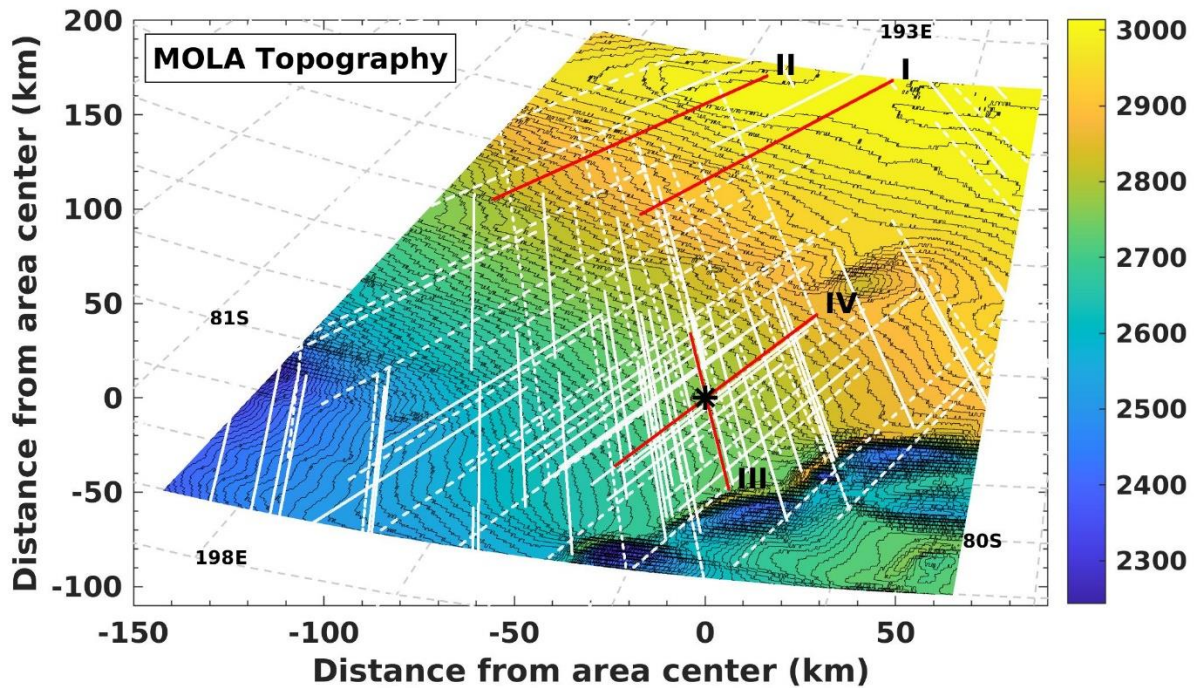 MOLA Topography
193E
II
I
IV
III
81S
198E
80S
Distance from area center (km)
200
150
100
50
0
-50
-100
-150
-100
-50
0
50
Distance from area center (km)
3000
2900
2800
2700
2600
2500
2400
2300